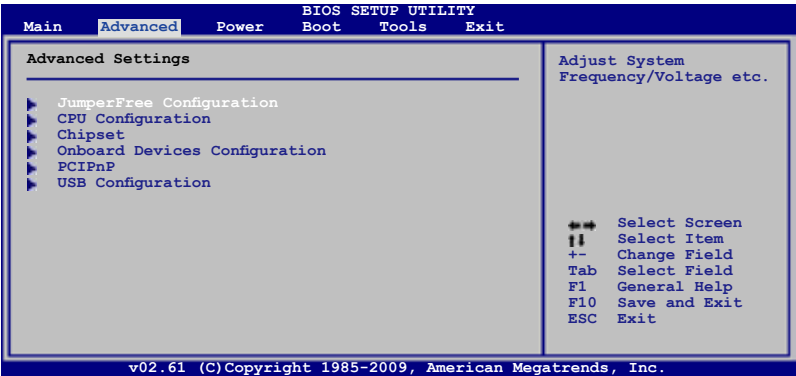 BIOS SETUP UTILITY
Main Advanced Power Boot Tools Exit
Advanced Settings
JumperFree Configuration
CPU Configuration
Chipset
Onboard Devices Configuration
PCIPnP
USB Configuration
Adjust System
Frequency/Voltage etc.
←→ Select Screen
↑↓ Select Item
+- Change Field
Tab Select Field
F1 General Help
F10 Save and Exit
ESC Exit
v02.61 (C)Copyright 1985-2009, American Megatrends, Inc.